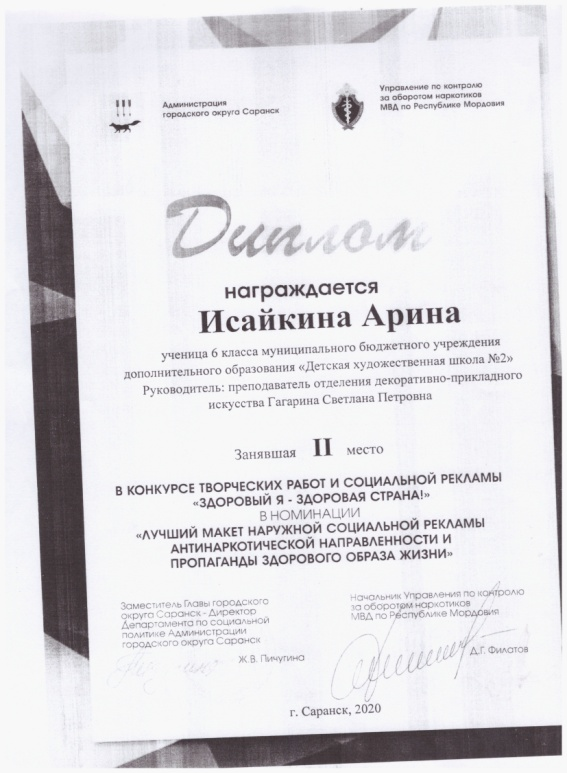 Администрация
городского округа Саранск
Управление по контролю
за оборотом наркотиков
МВД по Республике Мордовия
Диплом
награждается
Исайкина Арина
ученица 6 класса муниципального бюджетного учреждения
дополнительного образования «Детская художественная школа №2»
Руководитель: преподаватель отделения декоративно-прикладного
искусства Гагарина Светлана Петровна
Занявшая II место
В КОНКУРСЕ ТВОРЧЕСКИХ РАБОТ И СОЦИАЛЬНОЙ РЕКЛАМЫ
«ЗДОРОВЫЙ Я - ЗДОРОВАЯ СТРАНА!»
В НОМИНАЦИИ
«ЛУЧШИЙ МАКЕТ НАРУЖНОЙ СОЦИАЛЬНОЙ РЕКЛАМЫ
АНТИНАРКОТИЧЕСКОЙ НАПРАВЛЕННОСТИ И
ПРОПАГАНДЫ ЗДОРОВОГО ОБРАЗА ЖИЗНИ»
Заместитель Главы городского
округа Саранск - Директор
Департамента по социальной
политике Администрации
городского округа Саранск
Ж.В. Пичугина
Начальник Управления по контролю
за оборотом наркотиков
МВД по Республике Мордовия
Д.Г. Филатов
г. Саранск, 2020